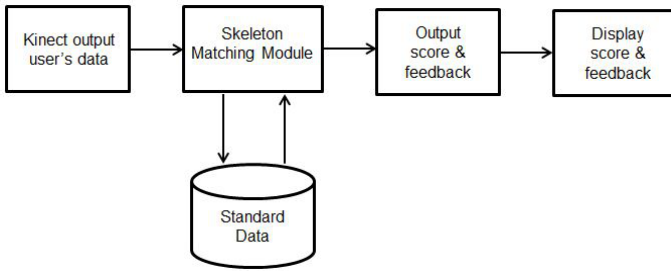 Kinect output
user's data
Skeleton
Matching Module
Output
score &
feedback
Display
score &
feedback
Standard
Data